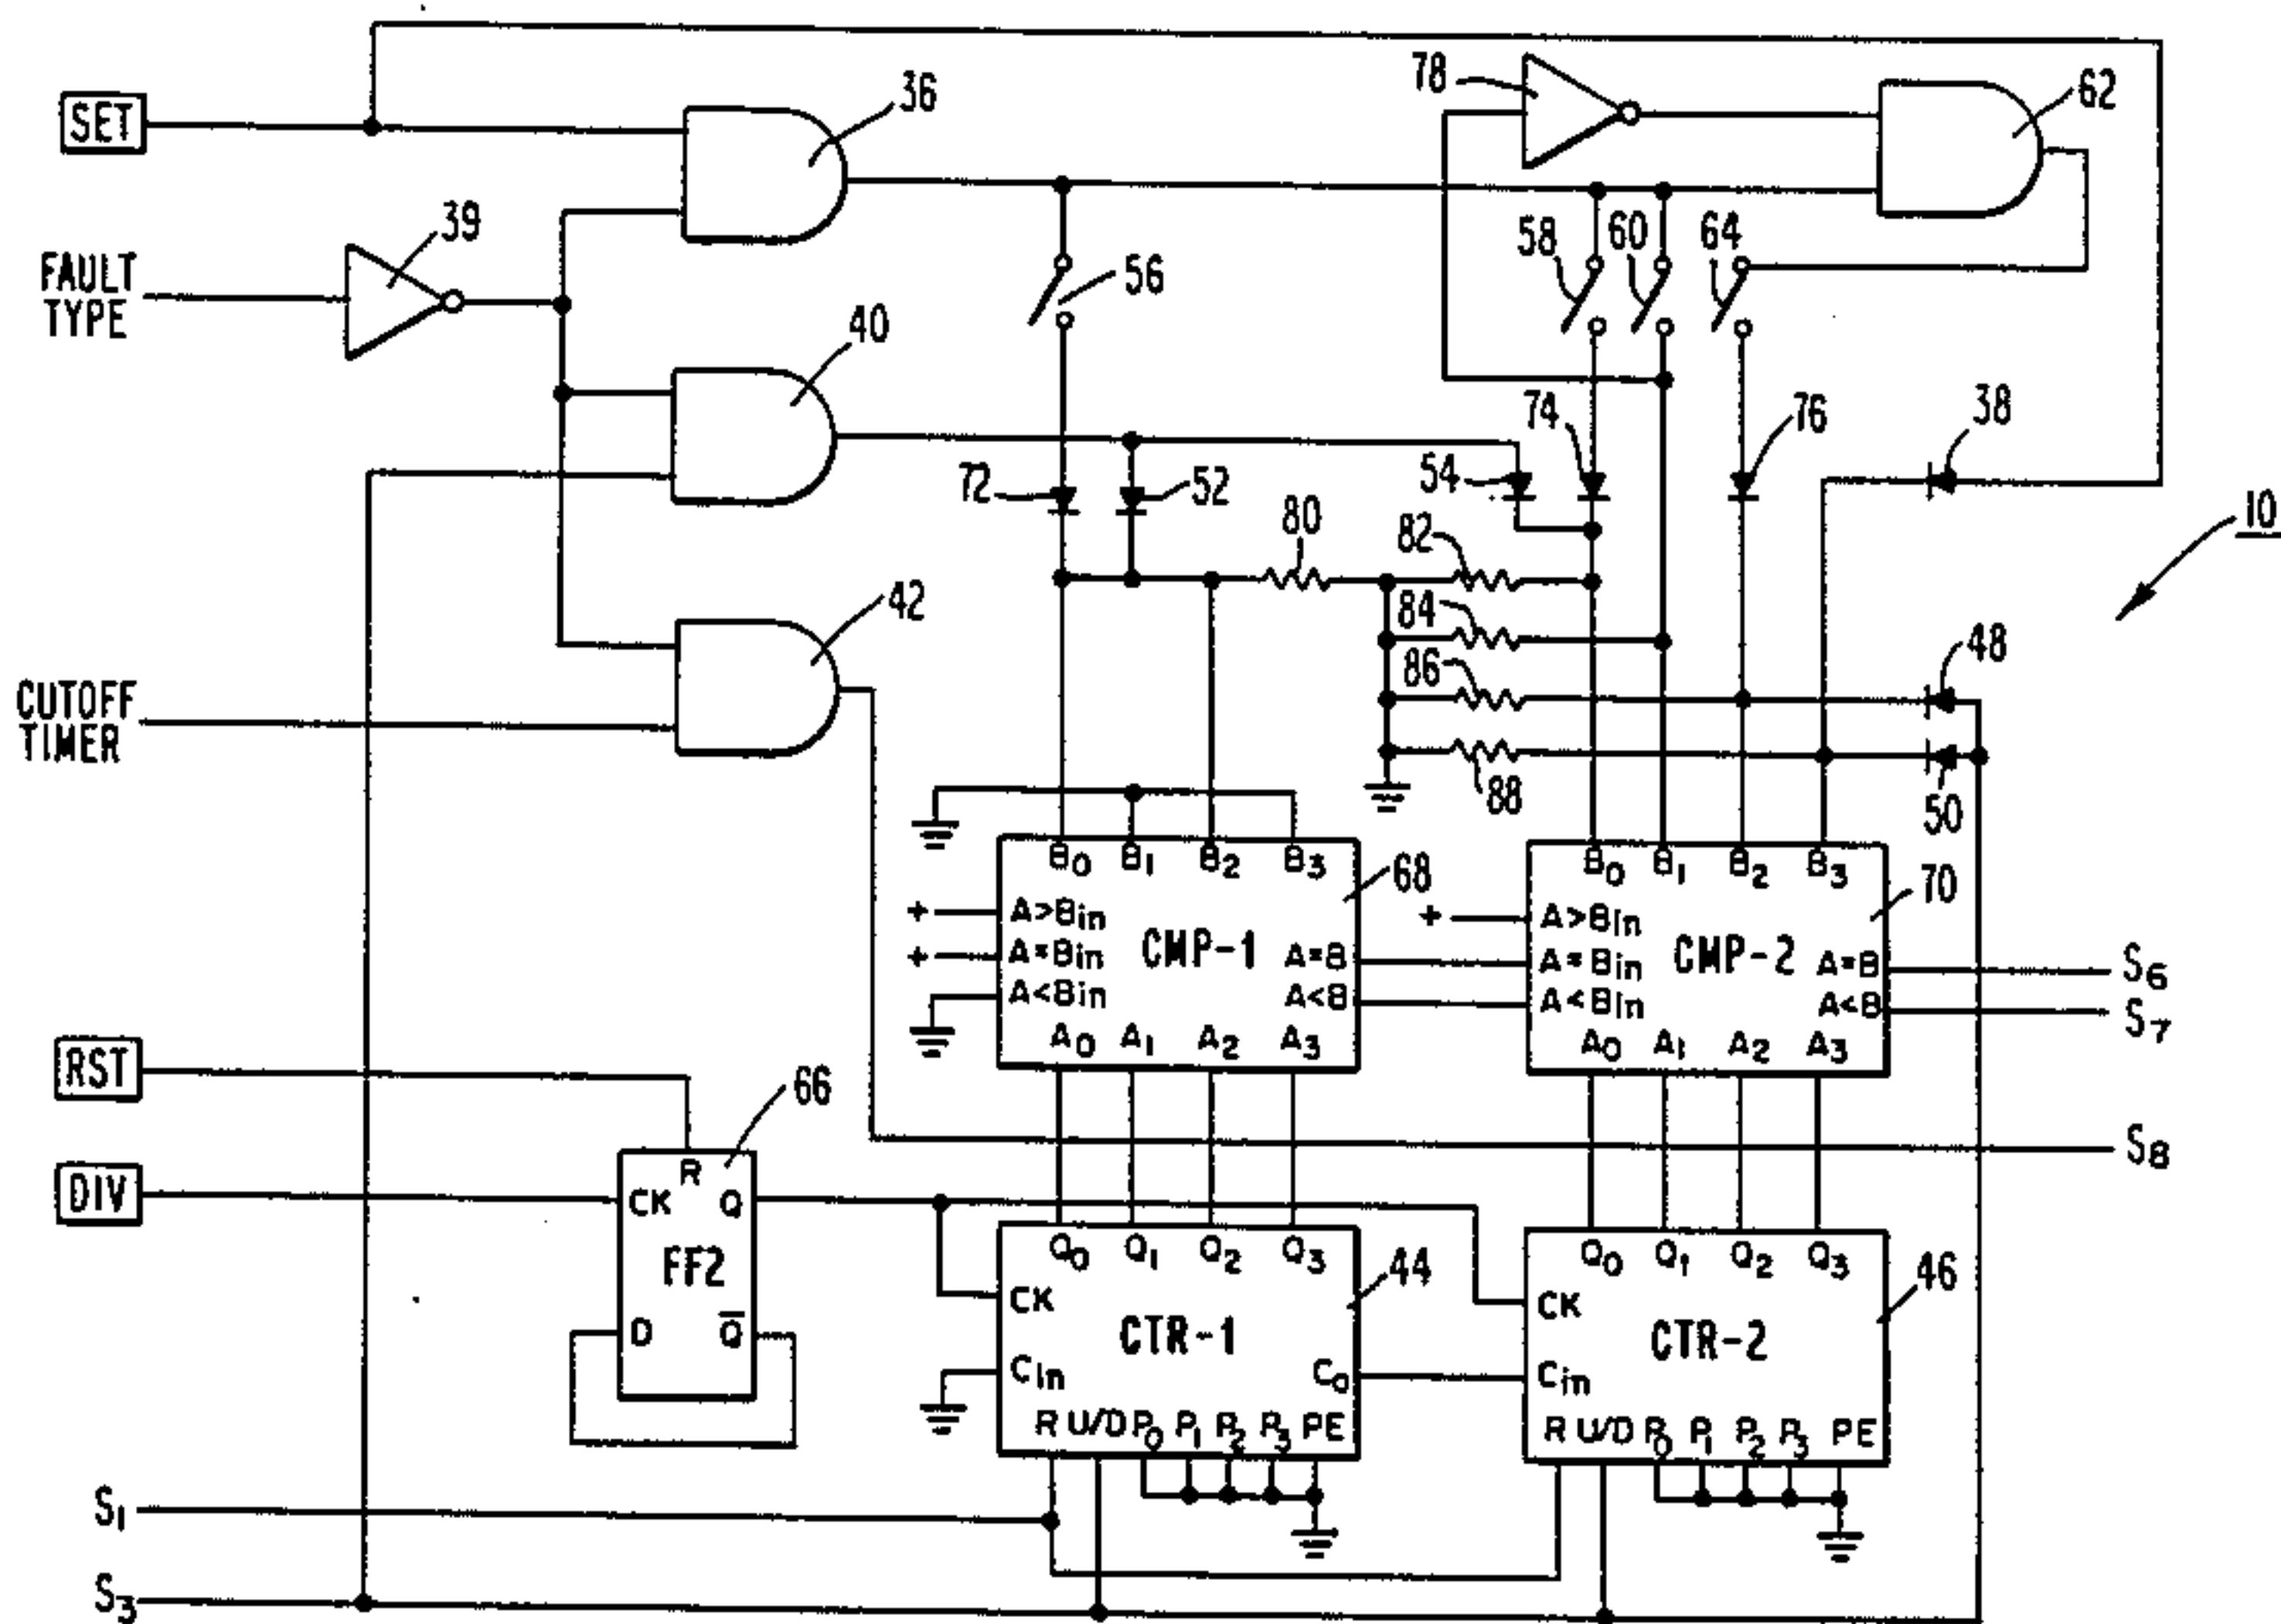 SET
36
78
62
39
FAULT
TYPE
56
58
60
64
40
72
52
54
74
76
38
80
82
10
84
42
86
48
CUTOFF
TIMER
88
50
B0 B1 B2 B3
68
B0 B1 B2 B3
70
+ A>Bin
+ A=Bin
A<Bin
CMP-1
A=B
A<B
A0 A1 A2 A3
+ A>Bin
A=Bin
A<Bin
CMP-2
A=B
A<B
A0 A1 A2 A3
S6
S7
RST
66
S8
DIV
R
CK Q
FF2
D Q̅
Q0 Q1 Q2 Q3
44
CK
CTR-1
Cin
Co
R U/D P0 P1 P2 P3 PE
Q0 Q1 Q2 Q3
46
CK
CTR-2
Cin
R U/D P0 P1 P2 P3 PE
S1
S3